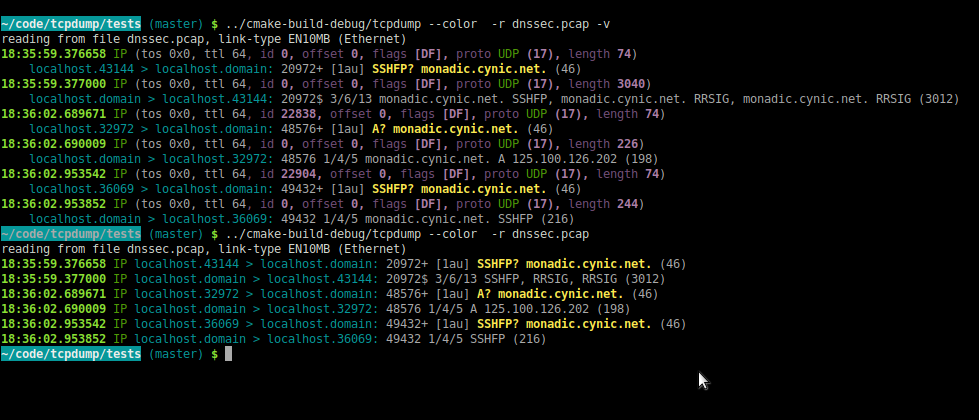 ~/code/tcpdump/tests (master) $ ../cmake-build-debug/tcpdump --color  -r dnssec.pcap -v
reading from file dnssec.pcap, link-type EN10MB (Ethernet)
18:35:59.376658 IP (tos 0x0, ttl 64, id 0, offset 0, flags [DF], proto UDP (17), length 74)
    localhost.43144 > localhost.domain: 20972+ [1au] SSHFP? monadic.cynic.net. (46)
18:35:59.377000 IP (tos 0x0, ttl 64, id 0, offset 0, flags [DF], proto UDP (17), length 3040)
    localhost.domain > localhost.43144: 20972$ 3/6/13 monadic.cynic.net. SSHFP, monadic.cynic.net. RRSIG, monadic.cynic.net. RRSIG (3012)
18:36:02.689671 IP (tos 0x0, ttl 64, id 22838, offset 0, flags [DF], proto UDP (17), length 74)
    localhost.32972 > localhost.domain: 48576+ [1au] A? monadic.cynic.net. (46)
18:36:02.690009 IP (tos 0x0, ttl 64, id 0, offset 0, flags [DF], proto UDP (17), length 226)
    localhost.domain > localhost.32972: 48576 1/4/5 monadic.cynic.net. A 125.100.126.202 (198)
18:36:02.953542 IP (tos 0x0, ttl 64, id 22904, offset 0, flags [DF], proto UDP (17), length 74)
    localhost.36069 > localhost.domain: 49432+ [1au] SSHFP? monadic.cynic.net. (46)
18:36:02.953852 IP (tos 0x0, ttl 64, id 0, offset 0, flags [DF], proto UDP (17), length 244)
    localhost.domain > localhost.36069: 49432 1/4/5 monadic.cynic.net. SSHFP (216)
~/code/tcpdump/tests (master) $ ../cmake-build-debug/tcpdump --color  -r dnssec.pcap
reading from file dnssec.pcap, link-type EN10MB (Ethernet)
18:35:59.376658 IP localhost.43144 > localhost.domain: 20972+ [1au] SSHFP? monadic.cynic.net. (46)
18:35:59.377000 IP localhost.domain > localhost.43144: 20972$ 3/6/13 SSHFP, RRSIG, RRSIG (3012)
18:36:02.689671 IP localhost.32972 > localhost.domain: 48576+ [1au] A? monadic.cynic.net. (46)
18:36:02.690009 IP localhost.domain > localhost.32972: 48576 1/4/5 A 125.100.126.202 (198)
18:36:02.953542 IP localhost.36069 > localhost.domain: 49432+ [1au] SSHFP? monadic.cynic.net. (46)
18:36:02.953852 IP localhost.domain > localhost.36069: 49432 1/4/5 SSHFP (216)
~/code/tcpdump/tests (master) $